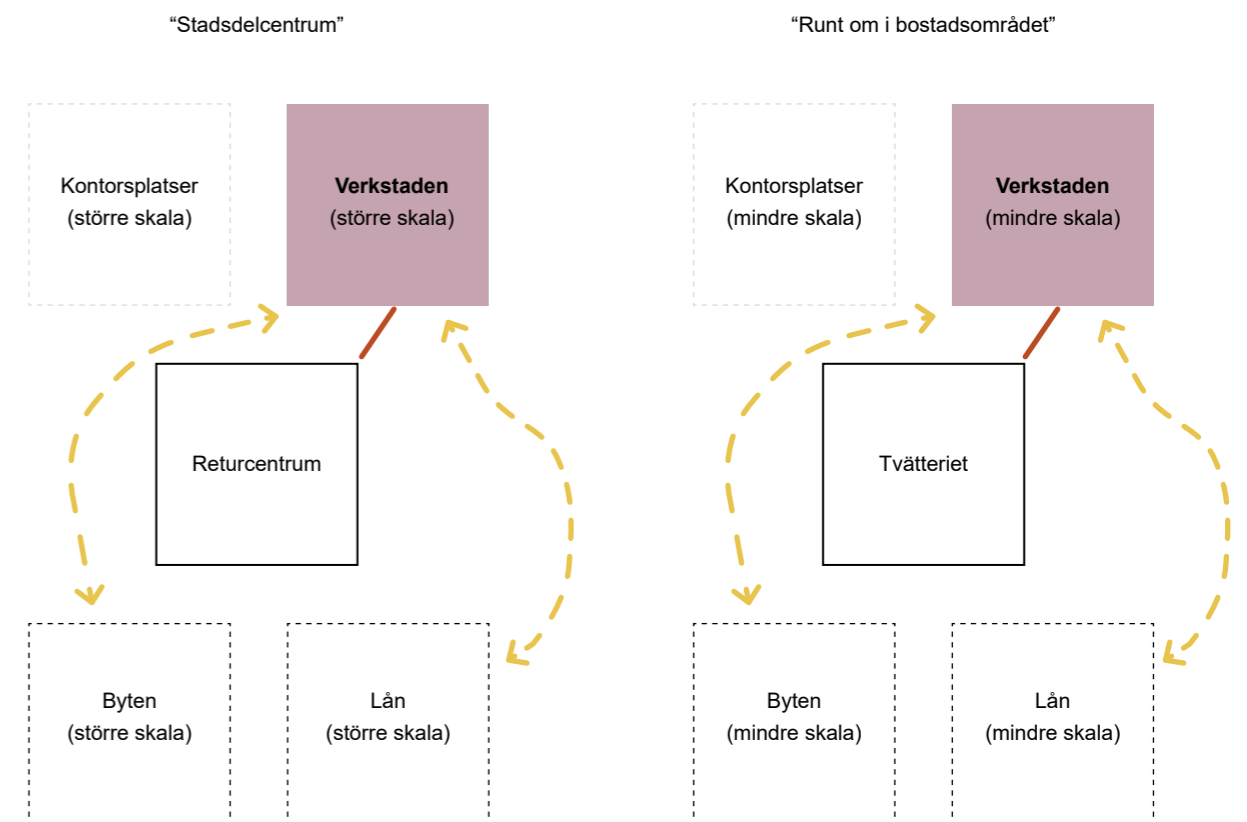 “Stadsdelcentrum”
“Runt om i bostadsområdet”
Kontorsplatser
(större skala)
Verkstaden
(större skala)
Kontorsplatser
(mindre skala)
Verkstaden
(mindre skala)
Returcentrum
Tvätteriet
Byten
(större skala)
Lån
(större skala)
Byten
(mindre skala)
Lån
(mindre skala)